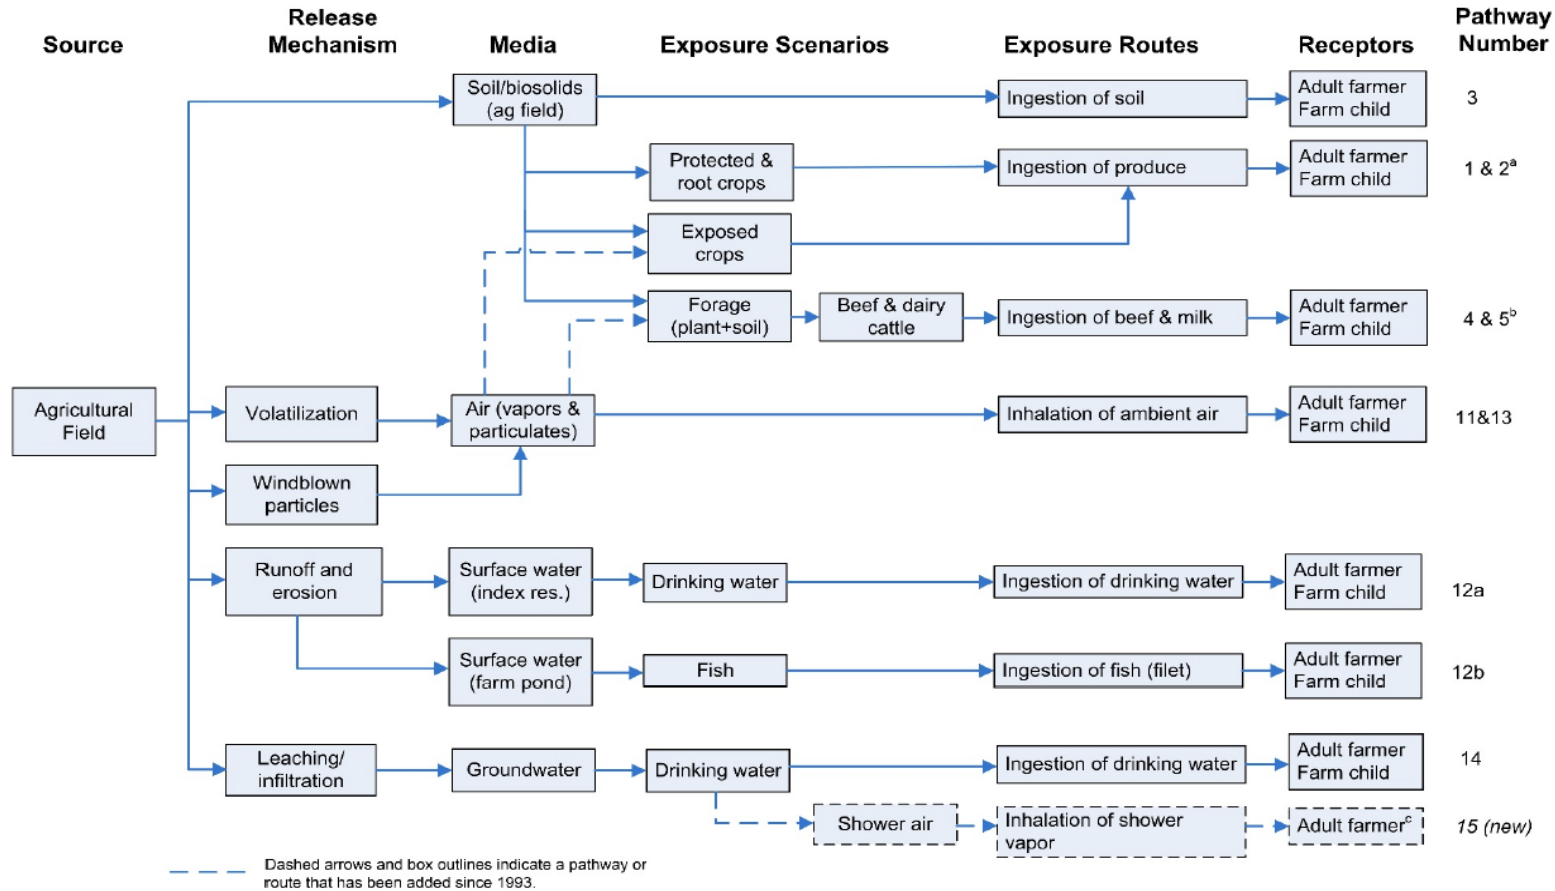 Source
Release
Mechanism
Media
Exposure Scenarios
Exposure Routes
Receptors
Pathway
Number
Soil/biosolids
(ag field)
Ingestion of soil
Adult farmer
Farm child
3
Protected &
root crops
Ingestion of produce
Adult farmer
Farm child
1 & 2a
Exposed
crops
Forage
(plant+soil)
Beef & dairy
cattle
Ingestion of beef & milk
Adult farmer
Farm child
4 & 5b
Agricultural
Field
Volatilization
Air (vapors &
particulates)
Inhalation of ambient air
Adult farmer
Farm child
11&13
Windblown
particles
Runoff and
erosion
Surface water
(index res.)
Drinking water
Ingestion of drinking water
Adult farmer
Farm child
12a
Surface water
(farm pond)
Fish
Ingestion of fish (filet)
Adult farmer
Farm child
12b
Leaching/
infiltration
Groundwater
Drinking water
Ingestion of drinking water
Adult farmer
Farm child
14
Shower air
Inhalation of shower
vapor
Adult farmerc
15 (new)
Dashed arrows and box outlines indicate a pathway or
route that has been added since 1993.